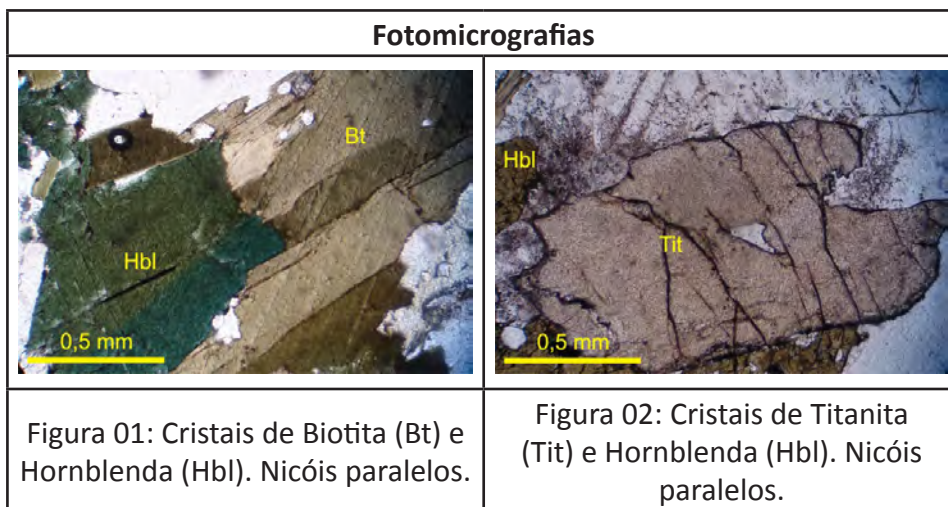 Fotomicrografias
Bt
Hbl
0,5 mm
Hbl
Tit
0,5 mm
Figura 01: Cristais de Biotita (Bt) e
Hornblenda (Hbl). Nicóis paralelos.
Figura 02: Cristais de Titanita
(Tit) e Hornblenda (Hbl). Nicóis
paralelos.